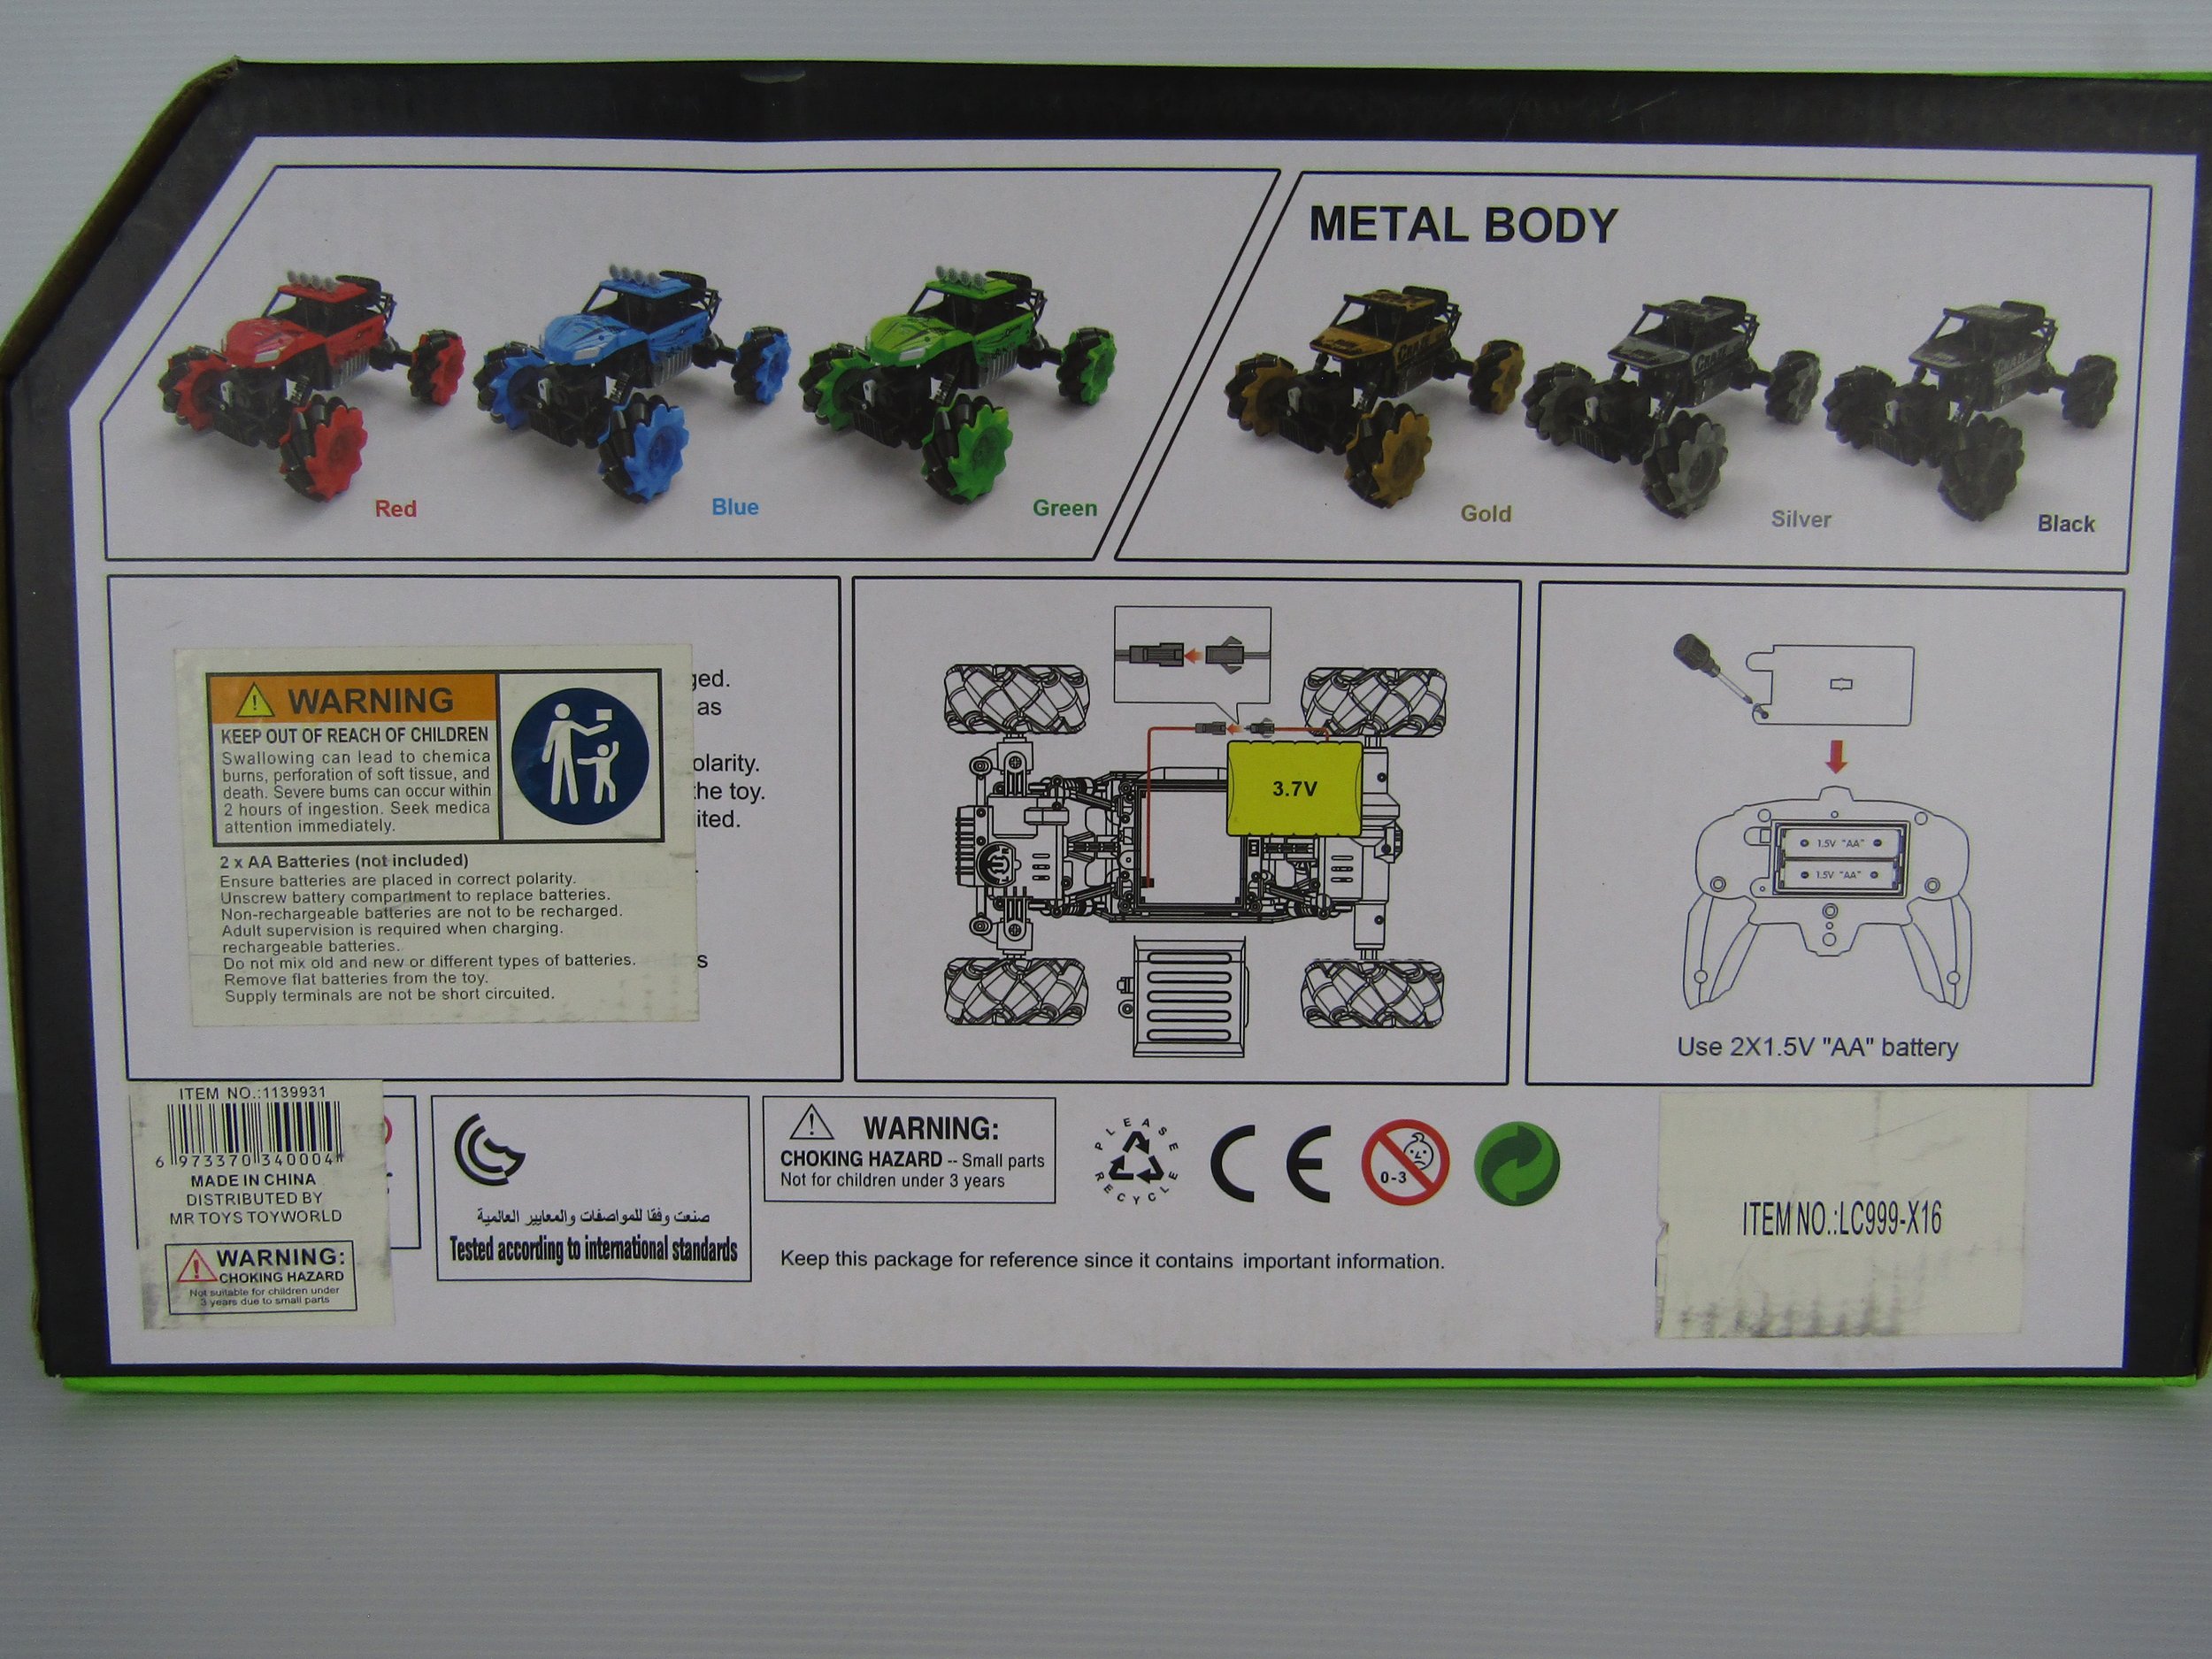 METAL BODY
Red
Blue
Green
Gold
Silver
Black
WARNING
KEEP OUT OF REACH OF CHILDREN
Swallowing can lead to chemica
burns, perforation of soft tissue, and
death. Severe bums can occur within
2 hours of ingestion. Seek medica
attention immediately.
2 x AA Batteries (not included)
Ensure batteries are placed in correct polarity.
Unscrew battery compartment to replace batteries.
Non-rechargeable batteries are not to be recharged.
Adult supervision is required when charging.
rechargeable batteries.
Do not mix old and new or different types of batteries.
Remove flat batteries from the toy.
Supply terminals are not be short circuited.
as
the toy.
3.7V
1.5V "AA"
1.5V "AA"
Use 2X1.5V "AA" battery
ITEM NO.:1139931
6 973370 340004
MADE IN CHINA
DISTRIBUTED BY
MR TOYS TOYWORLD
WARNING:
CHOKING HAZARD
Not suitable for children under
3 years due to small parts
صنعت وفقا للمواصفات والمعايير العالمية
Tested according to international standards
WARNING:
CHOKING HAZARD -- Small parts
Not for children under 3 years
PLEASE
RECYCLE
CE
0-3
Keep this package for reference since it contains important information.
ITEM NO.:LC999-X16